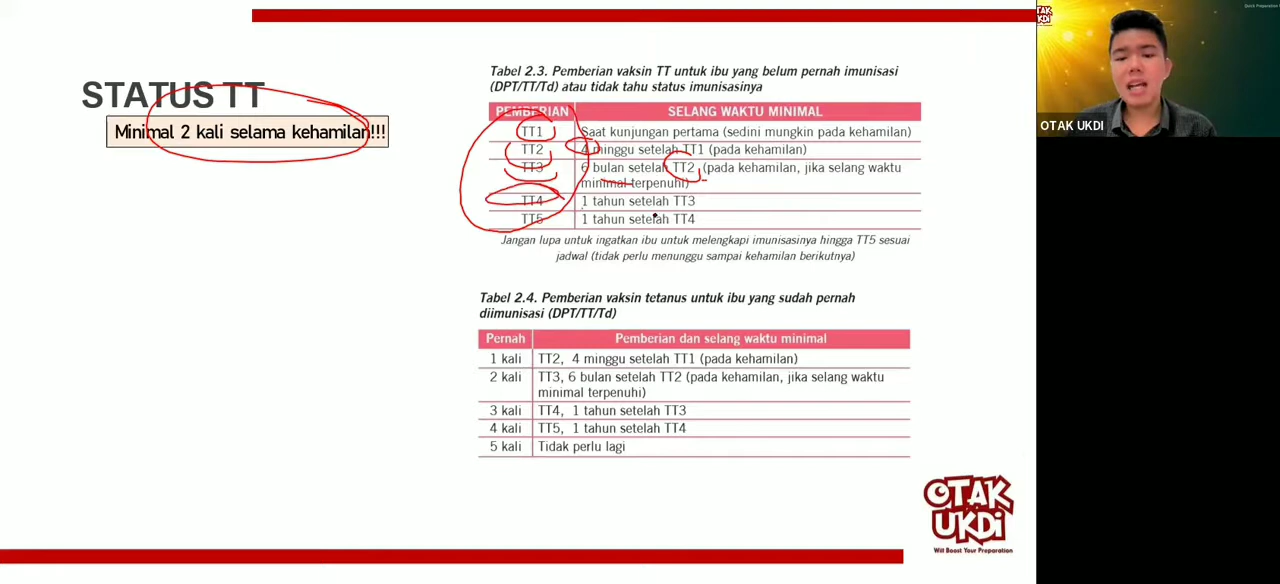 STATUS TT
Minimal 2 kali selama kehamilan!!!
Tabel 2.3. Pemberian vaksin TT untuk ibu yang belum pernah imunisasi
(DPT/TT/Td) atau tidak tahu status imunisasinya
PEMBERIAN SELANG WAKTU MINIMAL
TT1 Saat kunjungan pertama (sedini mungkin pada kehamilan)
TT2 4 minggu setelah TT1 (pada kehamilan)
TT3 6 bulan setelah TT2 (pada kehamilan, jika selang waktu
minimal terpenuhi)
TT4 1 tahun setelah TT3
TT5 1 tahun setelah TT4
Jangan lupa untuk ingatkan ibu untuk melengkapi imunisasinya hingga TT5 sesuai
jadwal (tidak perlu menunggu sampai kehamilan berikutnya)
Tabel 2.4. Pemberian vaksin tetanus untuk ibu yang sudah pernah
diimunisasi (DPT/TT/Td)
Pernah Pemberian dan selang waktu minimal
1 kali TT2, 4 minggu setelah TT1 (pada kehamilan)
2 kali TT3, 6 bulan setelah TT2 (pada kehamilan, jika selang waktu
minimal terpenuhi)
3 kali TT4, 1 tahun setelah TT3
4 kali TT5, 1 tahun setelah TT4
5 kali Tidak perlu lagi
OTAK
UKDI
Will Boost Your Preparation
OTAK
UKDI
Quick Preparation
OTAK UKDI